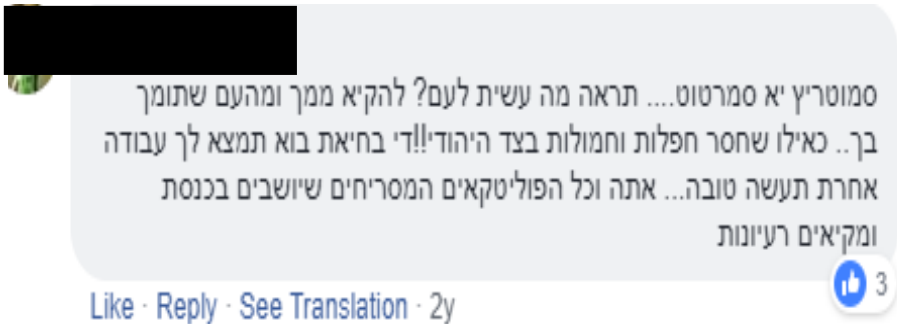 סמוטריץ יא סמרטוט.... תראה מה עשית לעם? להקיא ממך ומהעם שתומך
בך.. כאילו שחסר חפלות וחמולות בצד היהודי!!די בחיאת בוא תמצא לך עבודה
אחרת תעשה טובה... אתה וכל הפוליטקאים המסריחים שיושבים בכנסת
ומקיאים רעיונות
3
Like · Reply · See Translation · 2y